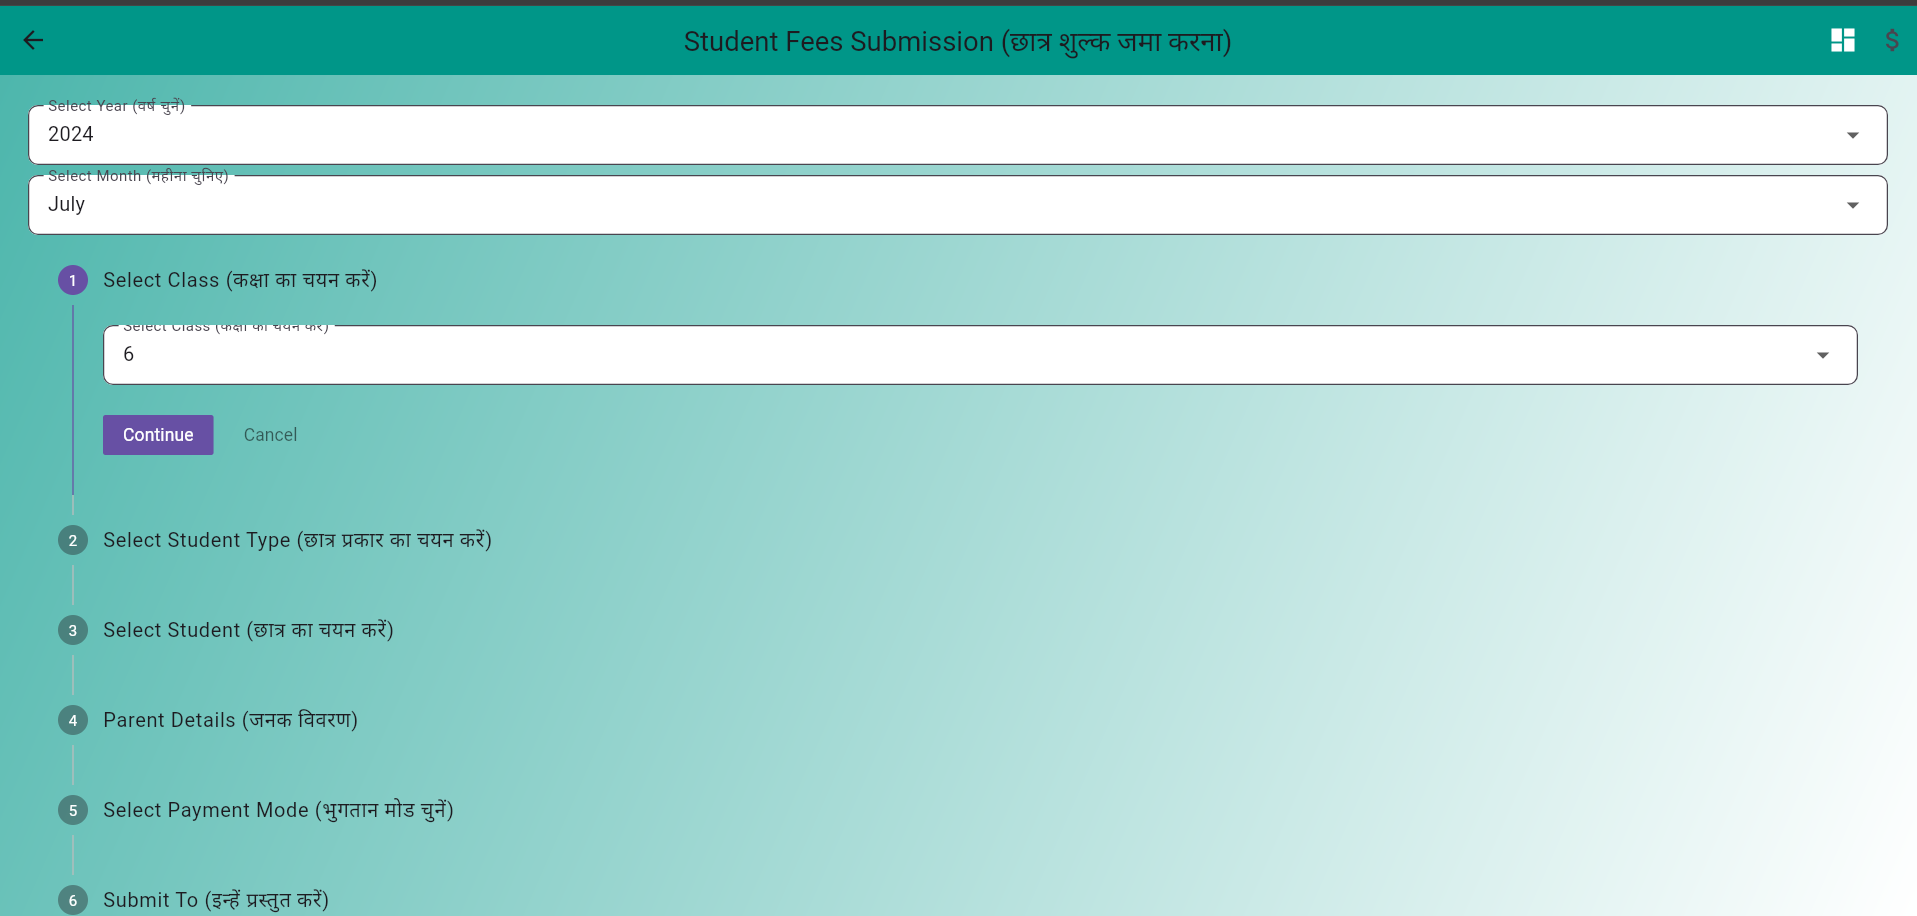 Student Fees Submission (छात्र शुल्क जमा करना)
Select Year (वर्ष चुनें)
2024
Select Month (महीना चुनिए)
July
1 Select Class (कक्षा का चयन करें)
Select Class (कक्षा का चयन करें)
6
Continue Cancel
2 Select Student Type (छात्र प्रकार का चयन करें)
3 Select Student (छात्र का चयन करें)
4 Parent Details (जनक विवरण)
5 Select Payment Mode (भुगतान मोड चुनें)
6 Submit To (इन्हें प्रस्तुत करें)